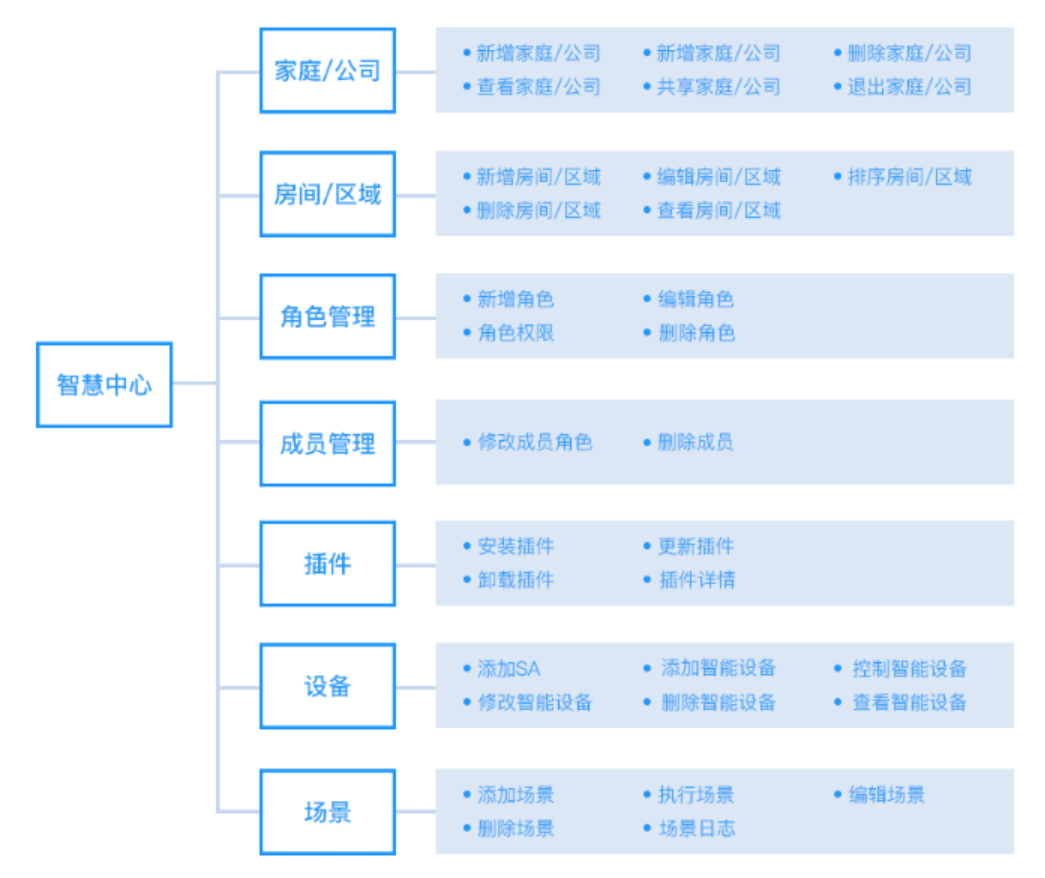 智慧中心
家庭/公司
• 新增家庭/公司 • 新增家庭/公司 • 删除家庭/公司
• 查看家庭/公司 • 共享家庭/公司 • 退出家庭/公司
房间/区域
• 新增房间/区域 • 编辑房间/区域 • 排序房间/区域
• 删除房间/区域 • 查看房间/区域
角色管理
• 新增角色 • 编辑角色
• 角色权限 • 删除角色
成员管理
• 修改成员角色 • 删除成员
插件
• 安装插件 • 更新插件
• 卸载插件 • 插件详情
设备
• 添加SA • 添加智能设备 • 控制智能设备
• 修改智能设备 • 删除智能设备 • 查看智能设备
场景
• 添加场景 • 执行场景 • 编辑场景
• 删除场景 • 场景日志